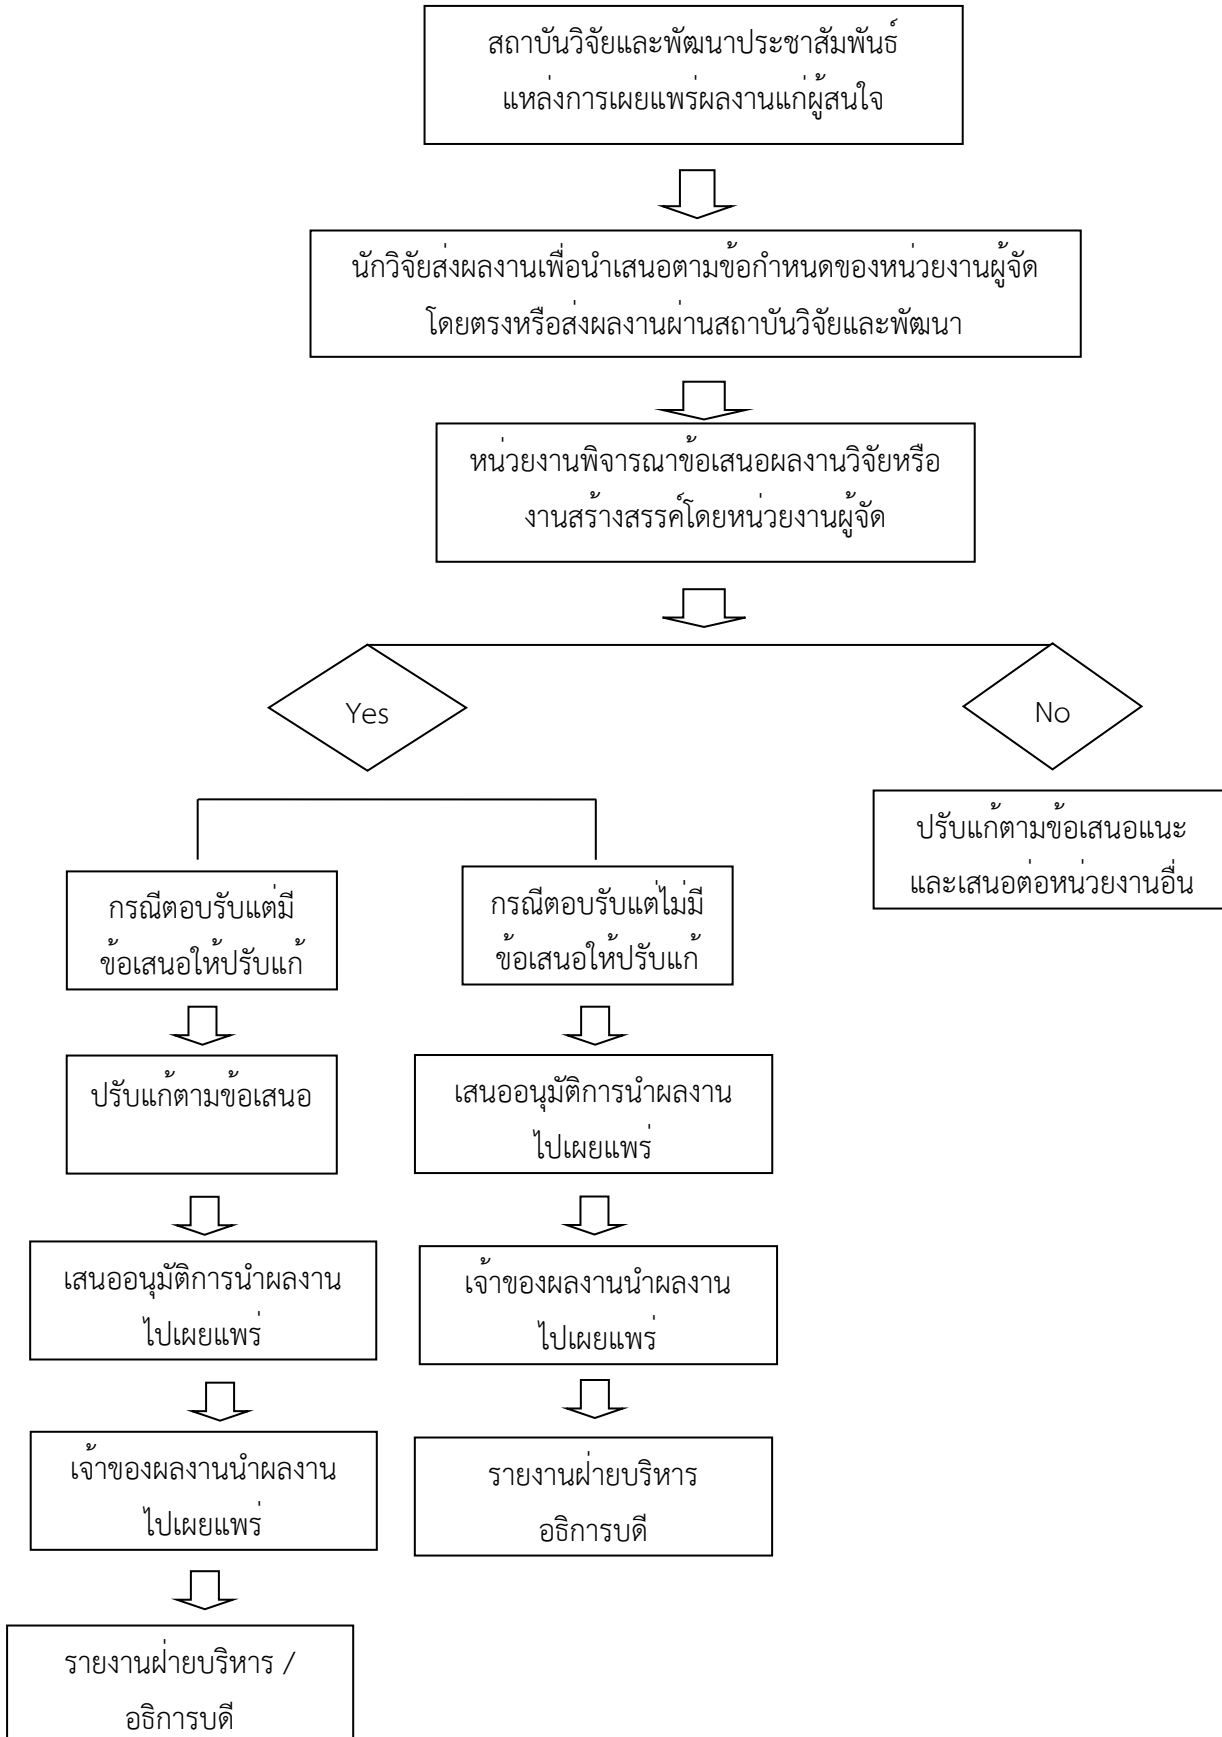 สถาบันวิจัยและพัฒนาประชาสัมพันธ์
แหล่งการเผยแพร่ผลงานแก่ผู้สนใจ
นักวิจัยส่งผลงานเพื่อนำเสนอตามข้อกำหนดของหน่วยงานผู้จัด
โดยตรงหรือส่งผลงานผ่านสถาบันวิจัยและพัฒนา
หน่วยงานพิจารณาข้อเสนอผลงานวิจัยหรือ
งานสร้างสรรค์โดยหน่วยงานผู้จัด
Yes
No
ปรับแก้ตามข้อเสนอแนะ
และเสนอต่อหน่วยงานอื่น
กรณีตอบรับแต่มี
ข้อเสนอให้ปรับแก้
กรณีตอบรับแต่ไม่มี
ข้อเสนอให้ปรับแก้
ปรับแก้ตามข้อเสนอ
เสนออนุมัติการนำผลงาน
ไปเผยแพร่
เสนออนุมัติการนำผลงาน
ไปเผยแพร่
เจ้าของผลงานนำผลงาน
ไปเผยแพร่
เจ้าของผลงานนำผลงาน
ไปเผยแพร่
รายงานฝ่ายบริหาร
อธิการบดี
รายงานฝ่ายบริหาร /
อธิการบดี